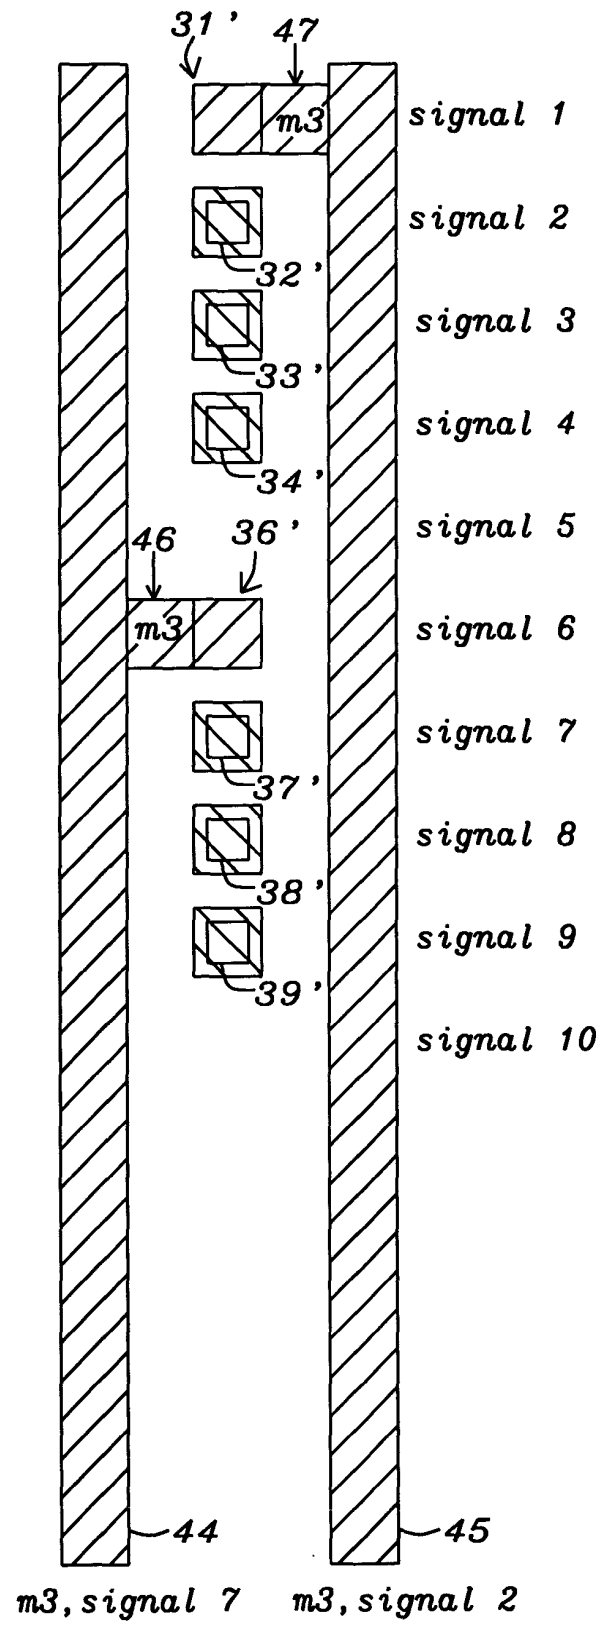 31'
47
m3
signal 1
signal 2
32'
signal 3
33'
signal 4
34'
signal 5
46
36'
m3
signal 6
signal 7
37'
signal 8
38'
signal 9
39'
signal 10
44
45
m3, signal 7
m3, signal 2